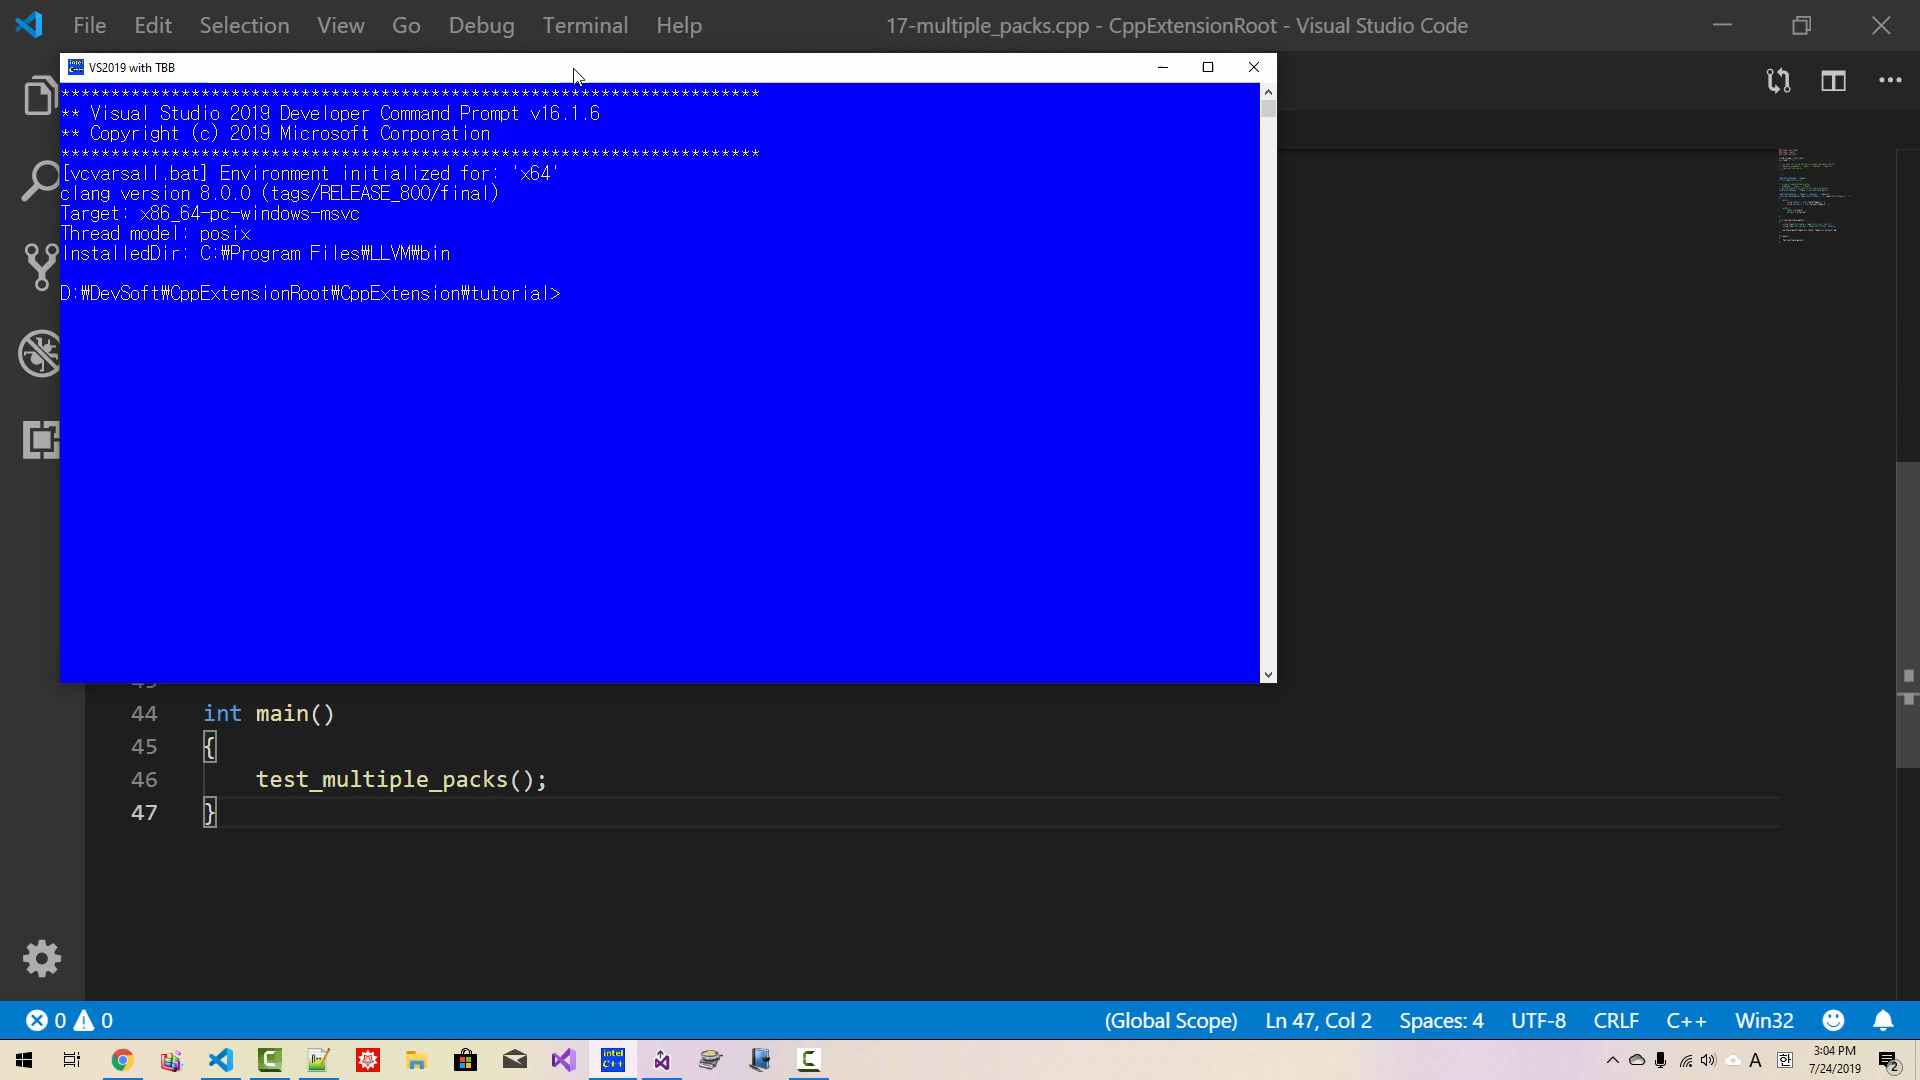 File Edit Selection View Go Debug Terminal Help 17-multiple_packs.cpp - CppExtensionRoot - Visual Studio Code
VS2019 with TBB
**********************************************************************
** Visual Studio 2019 Developer Command Prompt v16.1.6
** Copyright (c) 2019 Microsoft Corporation
**********************************************************************
[vcvarsall.bat] Environment initialized for: 'x64'
clang version 8.0.0 (tags/RELEASE_800/final)
Target: x86_64-pc-windows-msvc
Thread model: posix
InstalledDir: C:₩Program Files₩LLVM₩bin
D:₩DevSoft₩CppExtensionRoot₩CppExtension₩tutorial>
44 int main()
45 {
46 test_multiple_packs();
47 }
0 0 (Global Scope) Ln 47, Col 2 Spaces: 4 UTF-8 CRLF C++ Win32
intel C++ A 한 3:04 PM
7/24/2019 2